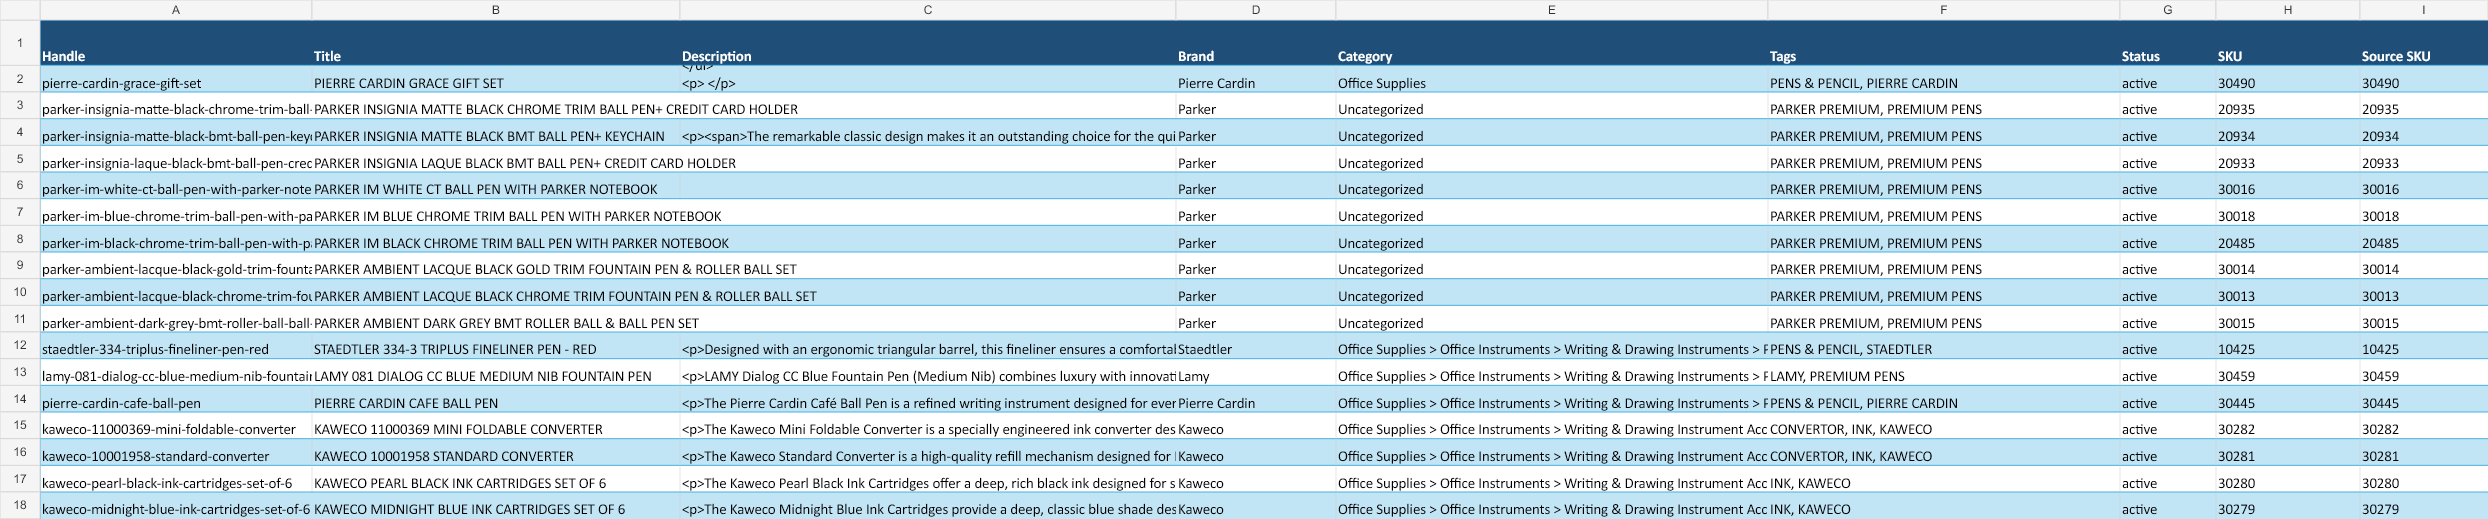 A B C D E F G H I
1 Handle Title Description Brand Category Tags Status SKU Source SKU
2 pierre-cardin-grace-gift-set PIERRE CARDIN GRACE GIFT SET <p> </p> Pierre Cardin Office Supplies PENS & PENCIL, PIERRE CARDIN active 30490 30490
3 parker-insignia-matte-black-chrome-trim-ball- PARKER INSIGNIA MATTE BLACK CHROME TRIM BALL PEN+ CREDIT CARD HOLDER Parker Uncategorized PARKER PREMIUM, PREMIUM PENS active 20935 20935
4 parker-insignia-matte-black-bmt-ball-pen-key PARKER INSIGNIA MATTE BLACK BMT BALL PEN+ KEYCHAIN <p><span>The remarkable classic design makes it an outstanding choice for the qui Parker Uncategorized PARKER PREMIUM, PREMIUM PENS active 20934 20934
5 parker-insignia-laque-black-bmt-ball-pen-cred PARKER INSIGNIA LAQUE BLACK BMT BALL PEN+ CREDIT CARD HOLDER Parker Uncategorized PARKER PREMIUM, PREMIUM PENS active 20933 20933
6 parker-im-white-ct-ball-pen-with-parker-note PARKER IM WHITE CT BALL PEN WITH PARKER NOTEBOOK Parker Uncategorized PARKER PREMIUM, PREMIUM PENS active 30016 30016
7 parker-im-blue-chrome-trim-ball-pen-with-pa PARKER IM BLUE CHROME TRIM BALL PEN WITH PARKER NOTEBOOK Parker Uncategorized PARKER PREMIUM, PREMIUM PENS active 30018 30018
8 parker-im-black-chrome-trim-ball-pen-with-p PARKER IM BLACK CHROME TRIM BALL PEN WITH PARKER NOTEBOOK Parker Uncategorized PARKER PREMIUM, PREMIUM PENS active 20485 20485
9 parker-ambient-lacque-black-gold-trim-founta PARKER AMBIENT LACQUE BLACK GOLD TRIM FOUNTAIN PEN & ROLLER BALL SET Parker Uncategorized PARKER PREMIUM, PREMIUM PENS active 30014 30014
10 parker-ambient-lacque-black-chrome-trim-fou PARKER AMBIENT LACQUE BLACK CHROME TRIM FOUNTAIN PEN & ROLLER BALL SET Parker Uncategorized PARKER PREMIUM, PREMIUM PENS active 30013 30013
11 parker-ambient-dark-grey-bmt-roller-ball-ball- PARKER AMBIENT DARK GREY BMT ROLLER BALL & BALL PEN SET Parker Uncategorized PARKER PREMIUM, PREMIUM PENS active 30015 30015
12 staedtler-334-triplus-fineliner-pen-red STAEDTLER 334-3 TRIPLUS FINELINER PEN - RED <p>Designed with an ergonomic triangular barrel, this fineliner ensures a comfortal Staedtler Office Supplies > Office Instruments > Writing & Drawing Instruments > P PENS & PENCIL, STAEDTLER active 10425 10425
13 lamy-081-dialog-cc-blue-medium-nib-fountain LAMY 081 DIALOG CC BLUE MEDIUM NIB FOUNTAIN PEN <p>LAMY Dialog CC Blue Fountain Pen (Medium Nib) combines luxury with innovati Lamy Office Supplies > Office Instruments > Writing & Drawing Instruments > P LAMY, PREMIUM PENS active 30459 30459
14 pierre-cardin-cafe-ball-pen PIERRE CARDIN CAFE BALL PEN <p>The Pierre Cardin Café Ball Pen is a refined writing instrument designed for ever Pierre Cardin Office Supplies > Office Instruments > Writing & Drawing Instruments > P PENS & PENCIL, PIERRE CARDIN active 30445 30445
15 kaweco-11000369-mini-foldable-converter KAWECO 11000369 MINI FOLDABLE CONVERTER <p>The Kaweco Mini Foldable Converter is a specially engineered ink converter des Kaweco Office Supplies > Office Instruments > Writing & Drawing Instrument Acc CONVERTOR, INK, KAWECO active 30282 30282
16 kaweco-10001958-standard-converter KAWECO 10001958 STANDARD CONVERTER <p>The Kaweco Standard Converter is a high-quality refill mechanism designed for Kaweco Office Supplies > Office Instruments > Writing & Drawing Instrument Acc CONVERTOR, INK, KAWECO active 30281 30281
17 kaweco-pearl-black-ink-cartridges-set-of-6 KAWECO PEARL BLACK INK CARTRIDGES SET OF 6 <p>The Kaweco Pearl Black Ink Cartridges offer a deep, rich black ink designed for s Kaweco Office Supplies > Office Instruments > Writing & Drawing Instrument Acc INK, KAWECO active 30280 30280
18 kaweco-midnight-blue-ink-cartridges-set-of-6 KAWECO MIDNIGHT BLUE INK CARTRIDGES SET OF 6 <p>The Kaweco Midnight Blue Ink Cartridges provide a deep, classic blue shade des Kaweco Office Supplies > Office Instruments > Writing & Drawing Instrument Acc INK, KAWECO active 30279 30279